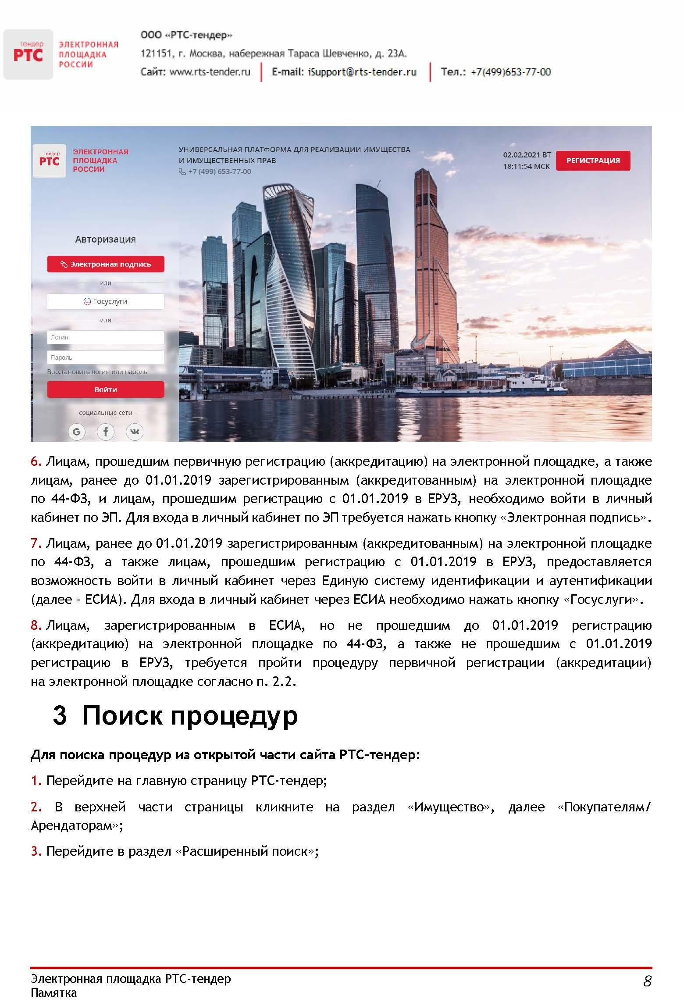 тендер
РТС
ЭЛЕКТРОННАЯ
ПЛОЩАДКА
РОССИИ
ООО «РТС-тендер»
121151, г. Москва, набережная Тараса Шевченко, д. 23А.
Сайт: www.rts-tender.ru | E-mail: iSupport@rts-tender.ru | Тел.: +7(499)653-77-00
тендер
РТС
ЭЛЕКТРОННАЯ
ПЛОЩАДКА
РОССИИ
УНИВЕРСАЛЬНАЯ ПЛАТФОРМА ДЛЯ РЕАЛИЗАЦИИ ИМУЩЕСТВА
И ИМУЩЕСТВЕННЫХ ПРАВ
+7 (499) 653-77-00
02.02.2021 ВТ
18:11:54 МСК
РЕГИСТРАЦИЯ
Авторизация
Электронная подпись
или
Госуслуги
или
Логин
Пароль
Восстановить логин или пароль
Войти
социальные сети
6. Лицам, прошедшим первичную регистрацию (аккредитацию) на электронной площадке, а также
лицам, ранее до 01.01.2019 зарегистрированным (аккредитованным) на электронной площадке
по 44-ФЗ, и лицам, прошедшим регистрацию с 01.01.2019 в ЕРУЗ, необходимо войти в личный
кабинет по ЭП. Для входа в личный кабинет по ЭП требуется нажать кнопку «Электронная подпись».
7. Лицам, ранее до 01.01.2019 зарегистрированным (аккредитованным) на электронной площадке
по 44-ФЗ, а также лицам, прошедшим регистрацию с 01.01.2019 в ЕРУЗ, предоставляется
возможность войти в личный кабинет через Единую систему идентификации и аутентификации
(далее – ЕСИА). Для входа в личный кабинет через ЕСИА необходимо нажать кнопку «Госуслуги».
8. Лицам, зарегистрированным в ЕСИА, но не прошедшим до 01.01.2019 регистрацию
(аккредитацию) на электронной площадке по 44-ФЗ, а также не прошедшим с 01.01.2019
регистрацию в ЕРУЗ, требуется пройти процедуру первичной регистрации (аккредитации)
на электронной площадке согласно п. 2.2.
3 Поиск процедур
Для поиска процедур из открытой части сайта РТС-тендер:
1. Перейдите на главную страницу РТС-тендер;
2. В верхней части страницы кликните на раздел «Имущество», далее «Покупателям/
Арендаторам»;
3. Перейдите в раздел «Расширенный поиск»;
Электронная площадка РТС-тендер
Памятка
8